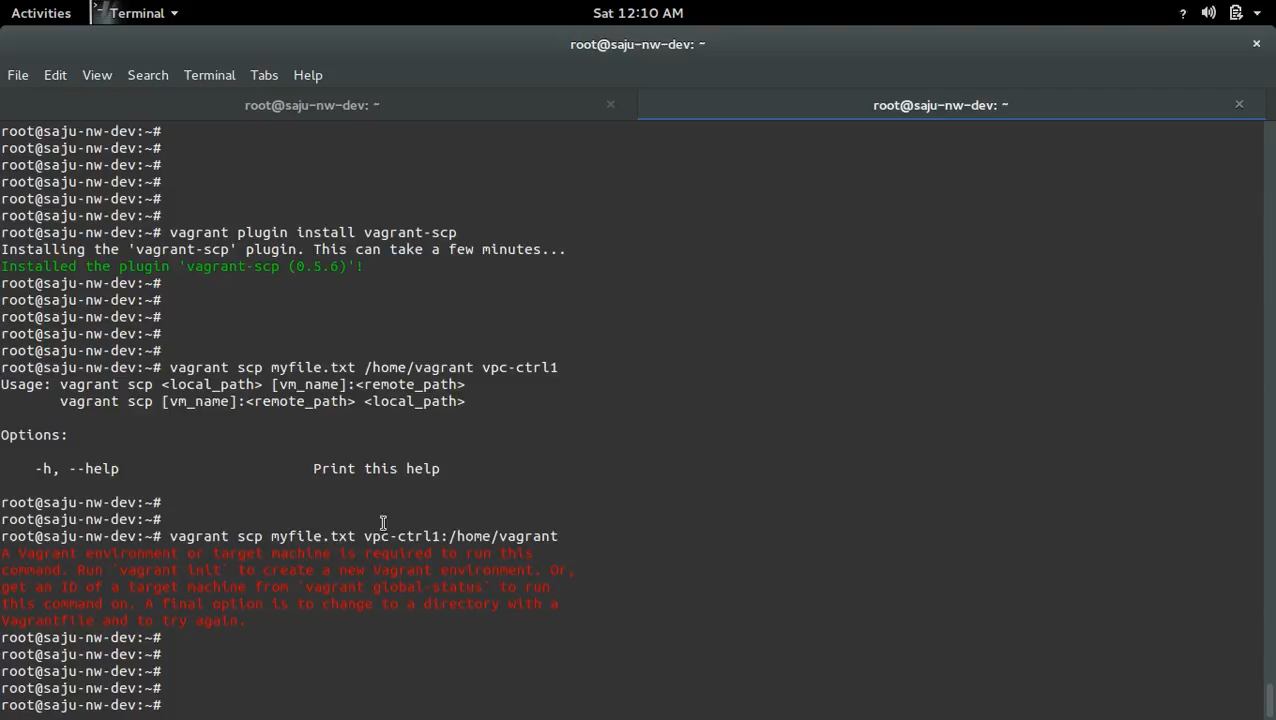 Activities Terminal Sat 12:10 AM ?
root@saju-nw-dev: ~ ×
File Edit View Search Terminal Tabs Help
root@saju-nw-dev: ~ × root@saju-nw-dev: ~ ×
root@saju-nw-dev:~#
root@saju-nw-dev:~#
root@saju-nw-dev:~#
root@saju-nw-dev:~#
root@saju-nw-dev:~#
root@saju-nw-dev:~#
root@saju-nw-dev:~# vagrant plugin install vagrant-scp
Installing the 'vagrant-scp' plugin. This can take a few minutes...
Installed the plugin 'vagrant-scp (0.5.6)'!
root@saju-nw-dev:~#
root@saju-nw-dev:~#
root@saju-nw-dev:~#
root@saju-nw-dev:~#
root@saju-nw-dev:~#
root@saju-nw-dev:~# vagrant scp myfile.txt /home/vagrant vpc-ctrl1
Usage: vagrant scp <local_path> [vm_name]:<remote_path>
       vagrant scp [vm_name]:<remote_path> <local_path>
Options:
    -h, --help                       Print this help
root@saju-nw-dev:~#
root@saju-nw-dev:~#
root@saju-nw-dev:~# vagrant scp myfile.txt vpc-ctrl1:/home/vagrant
A Vagrant environment or target machine is required to run this
command. Run `vagrant init` to create a new Vagrant environment. Or,
get an ID of a target machine from `vagrant global-status` to run
this command on. A final option is to change to a directory with a
Vagrantfile and to try again.
root@saju-nw-dev:~#
root@saju-nw-dev:~#
root@saju-nw-dev:~#
root@saju-nw-dev:~#
root@saju-nw-dev:~#